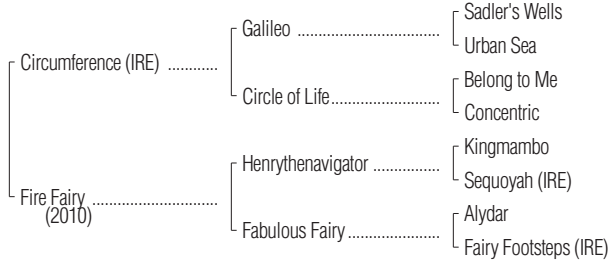 Sadler's Wells
Galileo ..............................
Urban Sea
Circumference (IRE) ............
Belong to Me
Circle of Life.......................
Concentric
Kingmambo
Henrythenavigator ................
Sequoyah (IRE)
Fire Fairy ..............................
(2010)
Alydar
Fabulous Fairy......................
Fairy Footsteps (IRE)